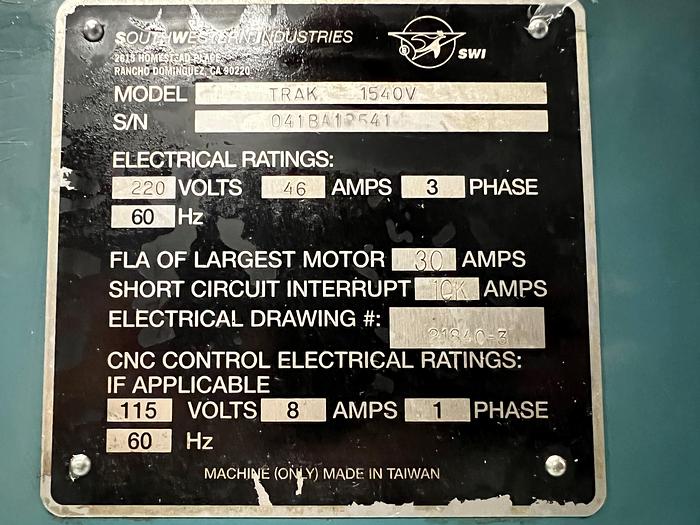 SOUTHWESTERN INDUSTRIES
® SWI
2615 HOMESTEAD PLACE
RANCHO DOMINGUEZ, CA 90220
MODEL TRAK 1540V
S/N
ELECTRICAL RATINGS:
220 VOLTS 46 AMPS 3 PHASE
60 Hz
FLA OF LARGEST MOTOR 30 AMPS
SHORT CIRCUIT INTERRUPT 10K AMPS
ELECTRICAL DRAWING #: 21840-3
CNC CONTROL ELECTRICAL RATINGS:
IF APPLICABLE
115 VOLTS 8 AMPS 1 PHASE
60 Hz
MACHINE (ONLY) MADE IN TAIWAN